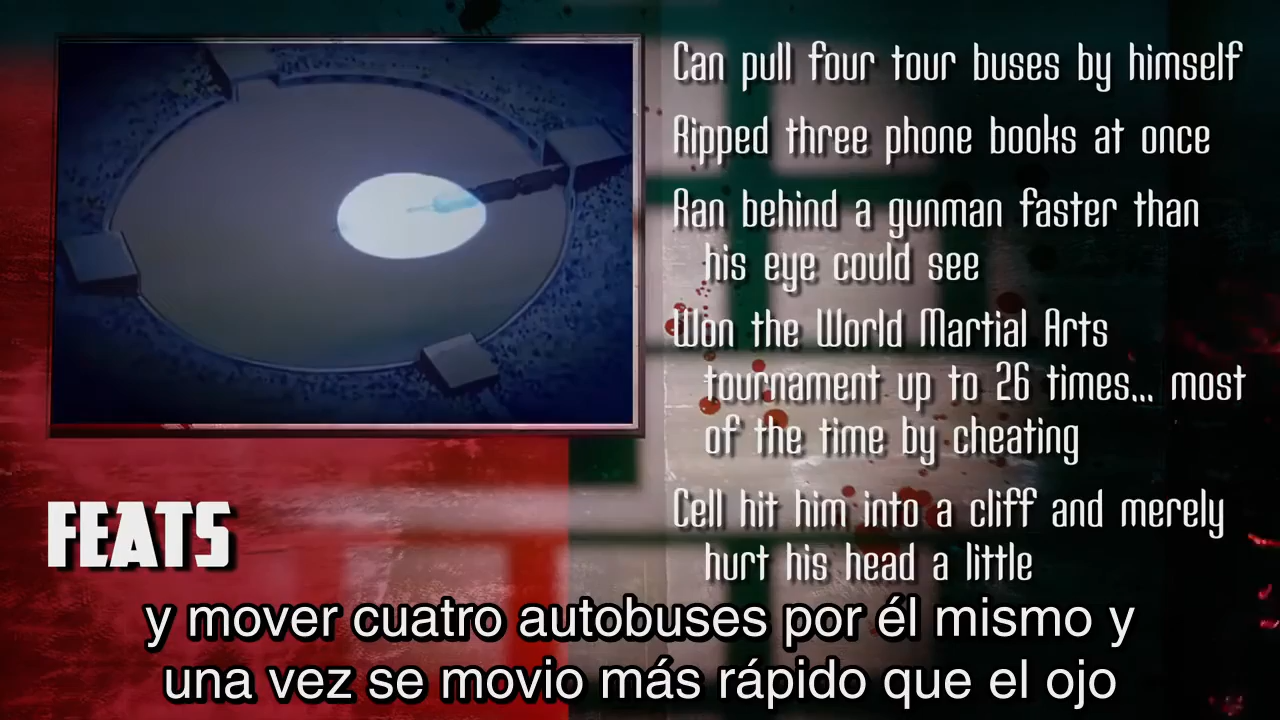 Can pull four tour buses by himself
Ripped three phone books at once
Ran behind a gunman faster than
his eye could see
Won the World Martial Arts
tournament up to 26 times... most
of the time by cheating
Cell hit him into a cliff and merely
hurt his head a little
FEATS
y mover cuatro autobuses por él mismo y
una vez se movio más rápido que el ojo